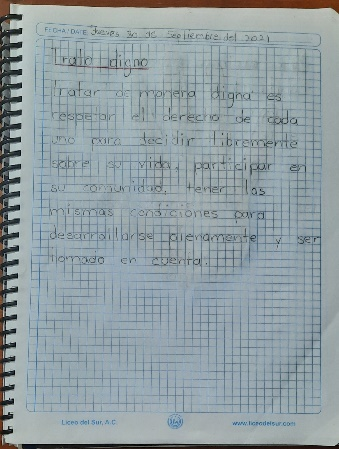 FECHA/DATE Jueves 30 de Septiembre del 2021
Trato digno
Tratar de manera digna es
respetar el derecho de cada
uno para decidir libremente
sobre su vida, participar en
su comunidad, tener las
mismas condiciones para
desarrollarse plenamente y ser
tomado en cuenta.
Liceo del Sur, A.C. www.liceodelsur.com